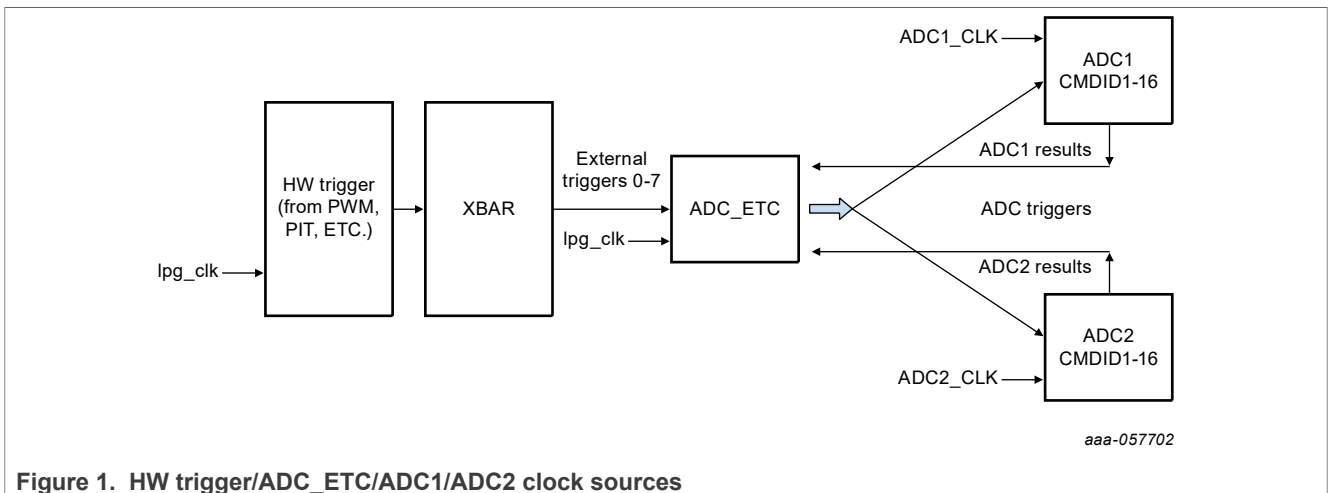 ADC1_CLK
ADC1
CMDID1-16
ADC1 results
External
triggers 0-7
HW trigger
(from PWM,
PIT, ETC.)
XBAR
ADC_ETC
ADC triggers
lpg_clk
lpg_clk
ADC2 results
ADC2
CMDID1-16
ADC2_CLK
aaa-057702
Figure 1. HW trigger/ADC_ETC/ADC1/ADC2 clock sources